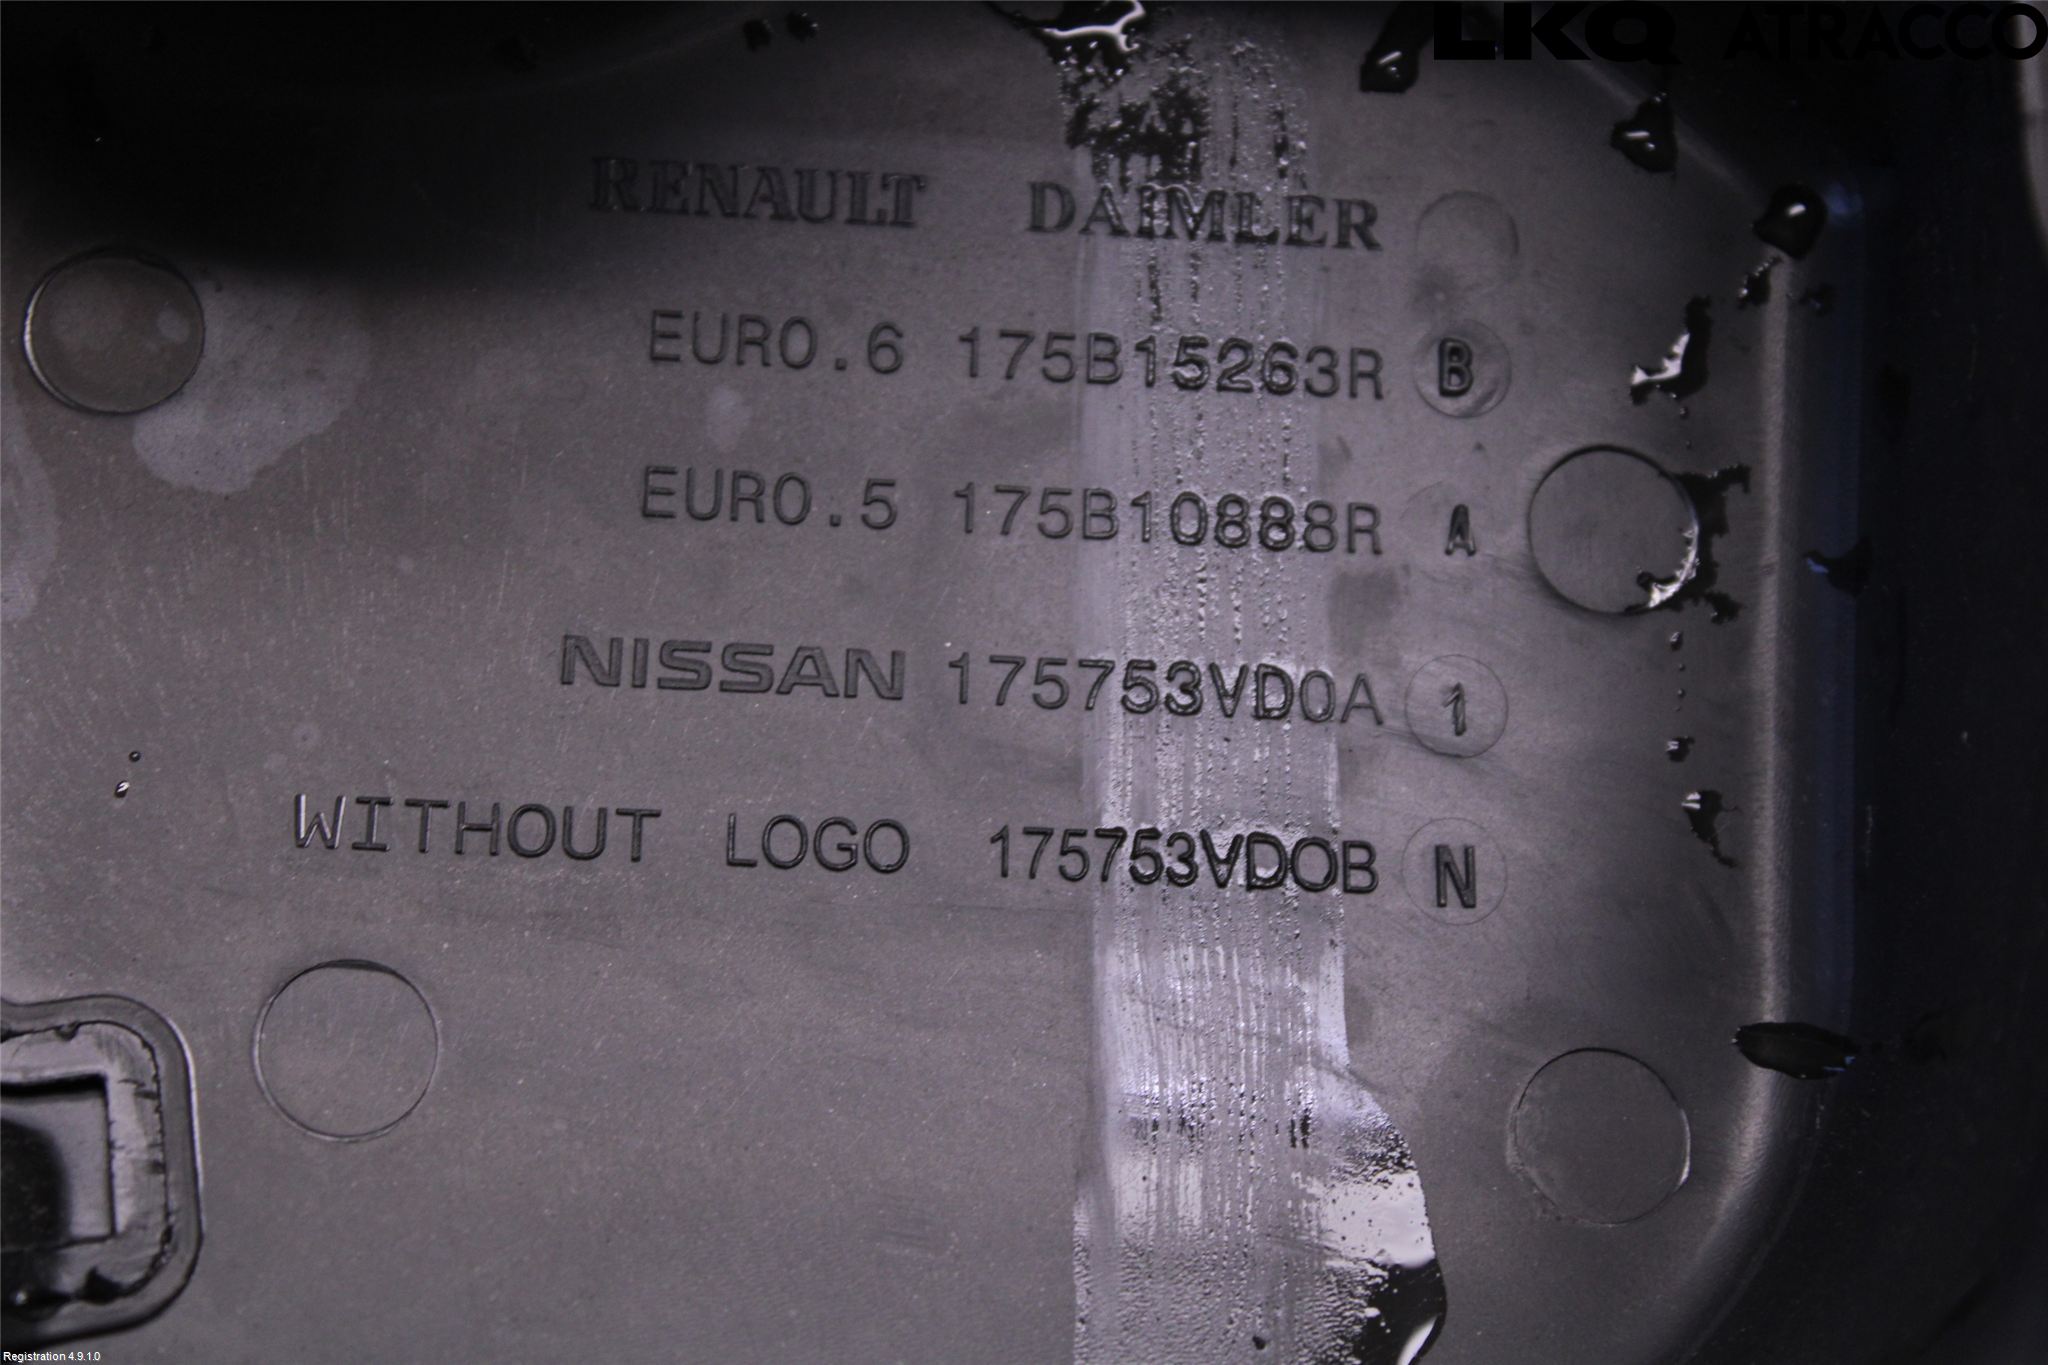 LKQ ATRACCO
RENAULT DAIMLER
EURO.6 175B15263R B
EURO.5 175B10888R A
NISSAN 175753VD0A 1
WITHOUT LOGO 175753VD0B N
Registration 4.9.1.0